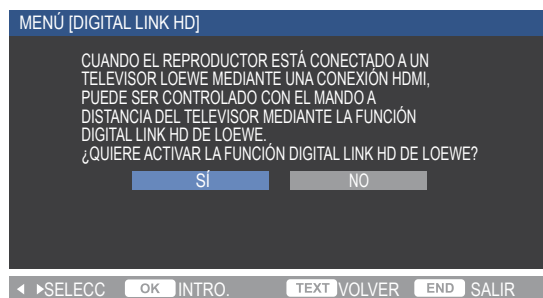 MENÚ [DIGITAL LINK HD]
CUANDO EL REPRODUCTOR ESTÁ CONECTADO A UN
TELEVISOR LOEWE MEDIANTE UNA CONEXIÓN HDMI,
PUEDE SER CONTROLADO CON EL MANDO A
DISTANCIA DEL TELEVISOR MEDIANTE LA FUNCIÓN
DIGITAL LINK HD DE LOEWE.
¿QUIERE ACTIVAR LA FUNCIÓN DIGITAL LINK HD DE LOEWE?
SÍ NO
SELECC OK INTRO. TEXT VOLVER END SALIR